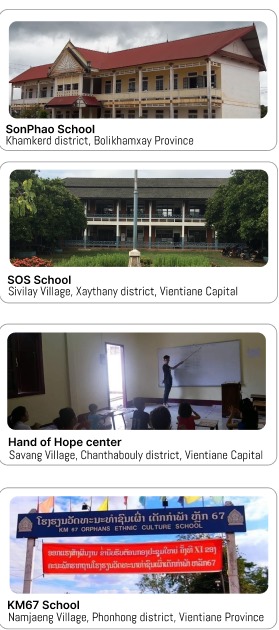 SonPhao School
Khamkerd district, Bolikhamxay Province
SOS School
Sivilay Village, Xaythany district, Vientiane Capital
Hand of Hope center
Savang Village, Chanthabouly district, Vientiane Capital
ໂຮງຮຽນວັດທະນະທຳຊົນເຜົ່າ ເດັກກຳພ້າ ຫຼັກ 67
KM 67 ORPHANS ETHNIC CULTURE SCHOOL
KM67 School
Namjaeng Village, Phonhong district, Vientiane Province